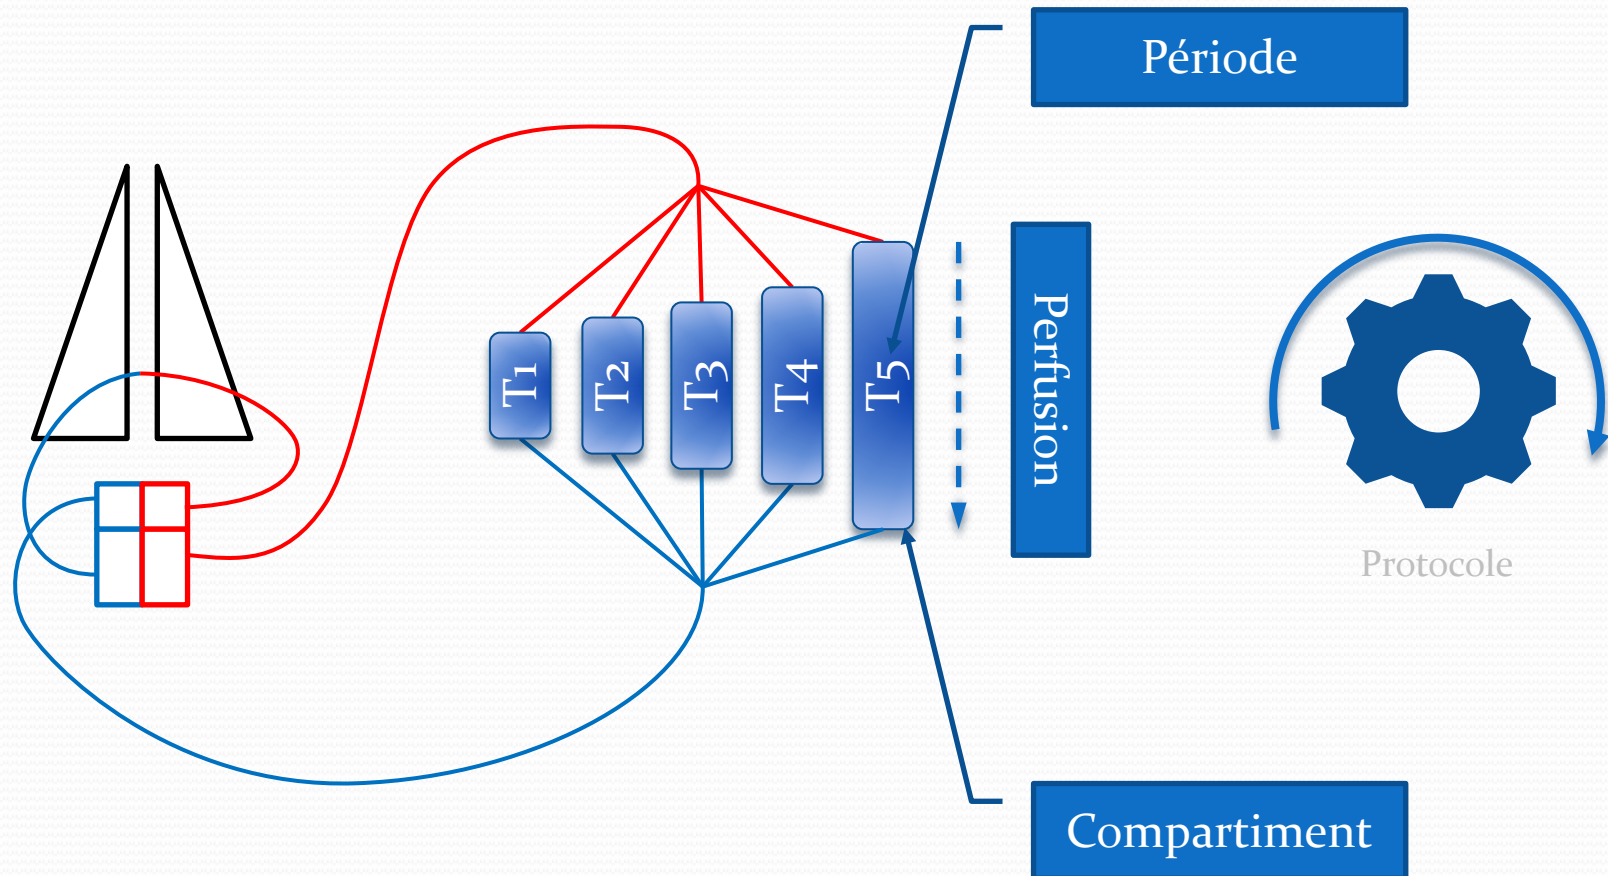 Période
T1
T2
T3
T4
T5
Perfusion
Protocole
Compartiment